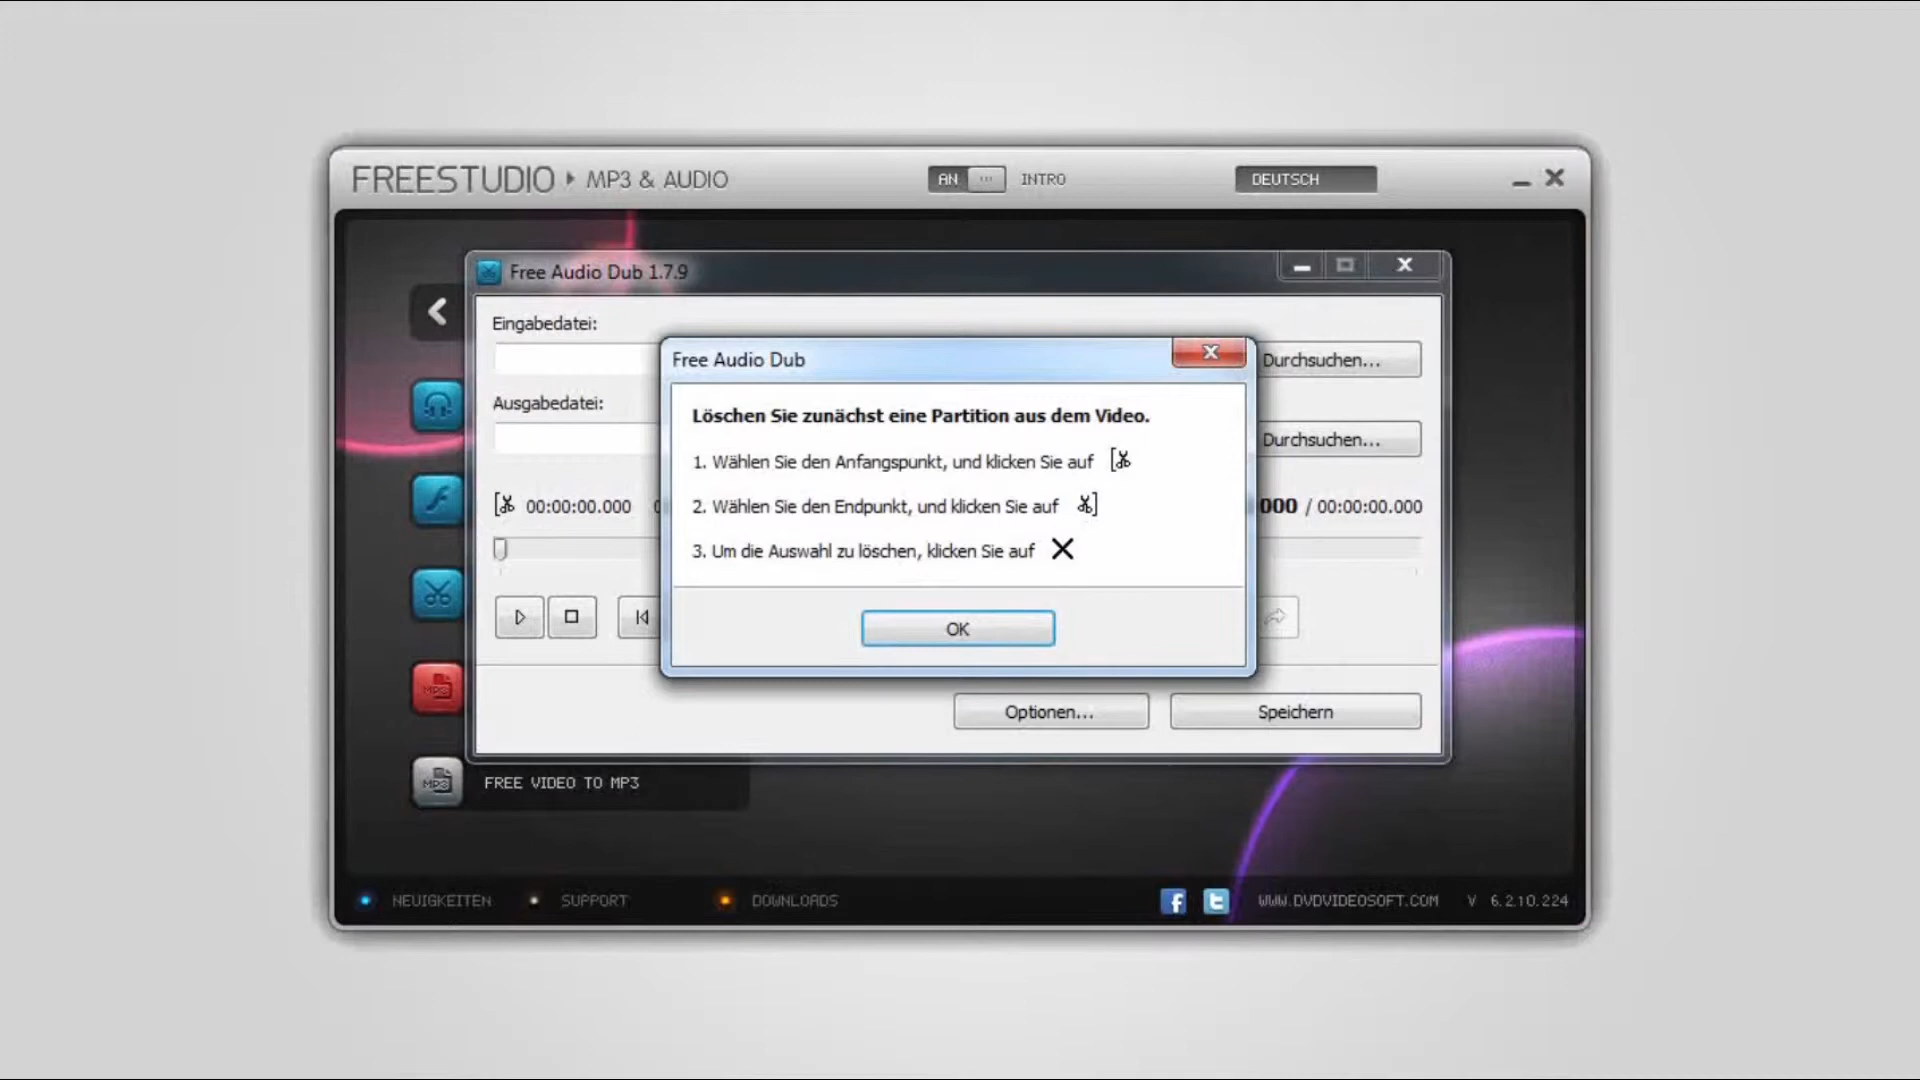 FREESTUDIO MP3 & AUDIO
AN INTRO
DEUTSCH
Free Audio Dub 1.7.9
Eingabedatei:
Durchsuchen...
Ausgabedatei:
Durchsuchen...
00:00:00.000
000 / 00:00:00.000
Free Audio Dub
Löschen Sie zunächst eine Partition aus dem Video.
1. Wählen Sie den Anfangspunkt, und klicken Sie auf
2. Wählen Sie den Endpunkt, und klicken Sie auf
3. Um die Auswahl zu löschen, klicken Sie auf
OK
Optionen...
Speichern
MP3
MP3
FREE VIDEO TO MP3
NEUIGKEITEN
SUPPORT
DOWNLOADS
WWW.DVDVIDEOSOFT.COM
V 6.2.10.224